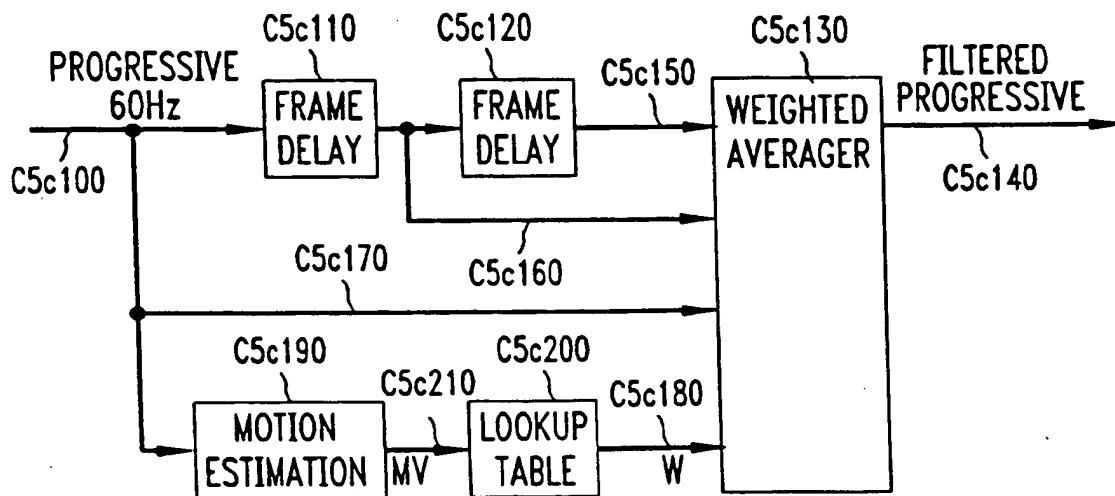 C5c110
C5c120
C5c130
PROGRESSIVE
60Hz
C5c150
FILTERED
PROGRESSIVE
FRAME
DELAY
FRAME
DELAY
WEIGHTED
AVERAGER
C5c100
C5c140
C5c160
C5c170
C5c190
C5c210
C5c200
C5c180
MOTION
ESTIMATION
MV
LOOKUP
TABLE
W